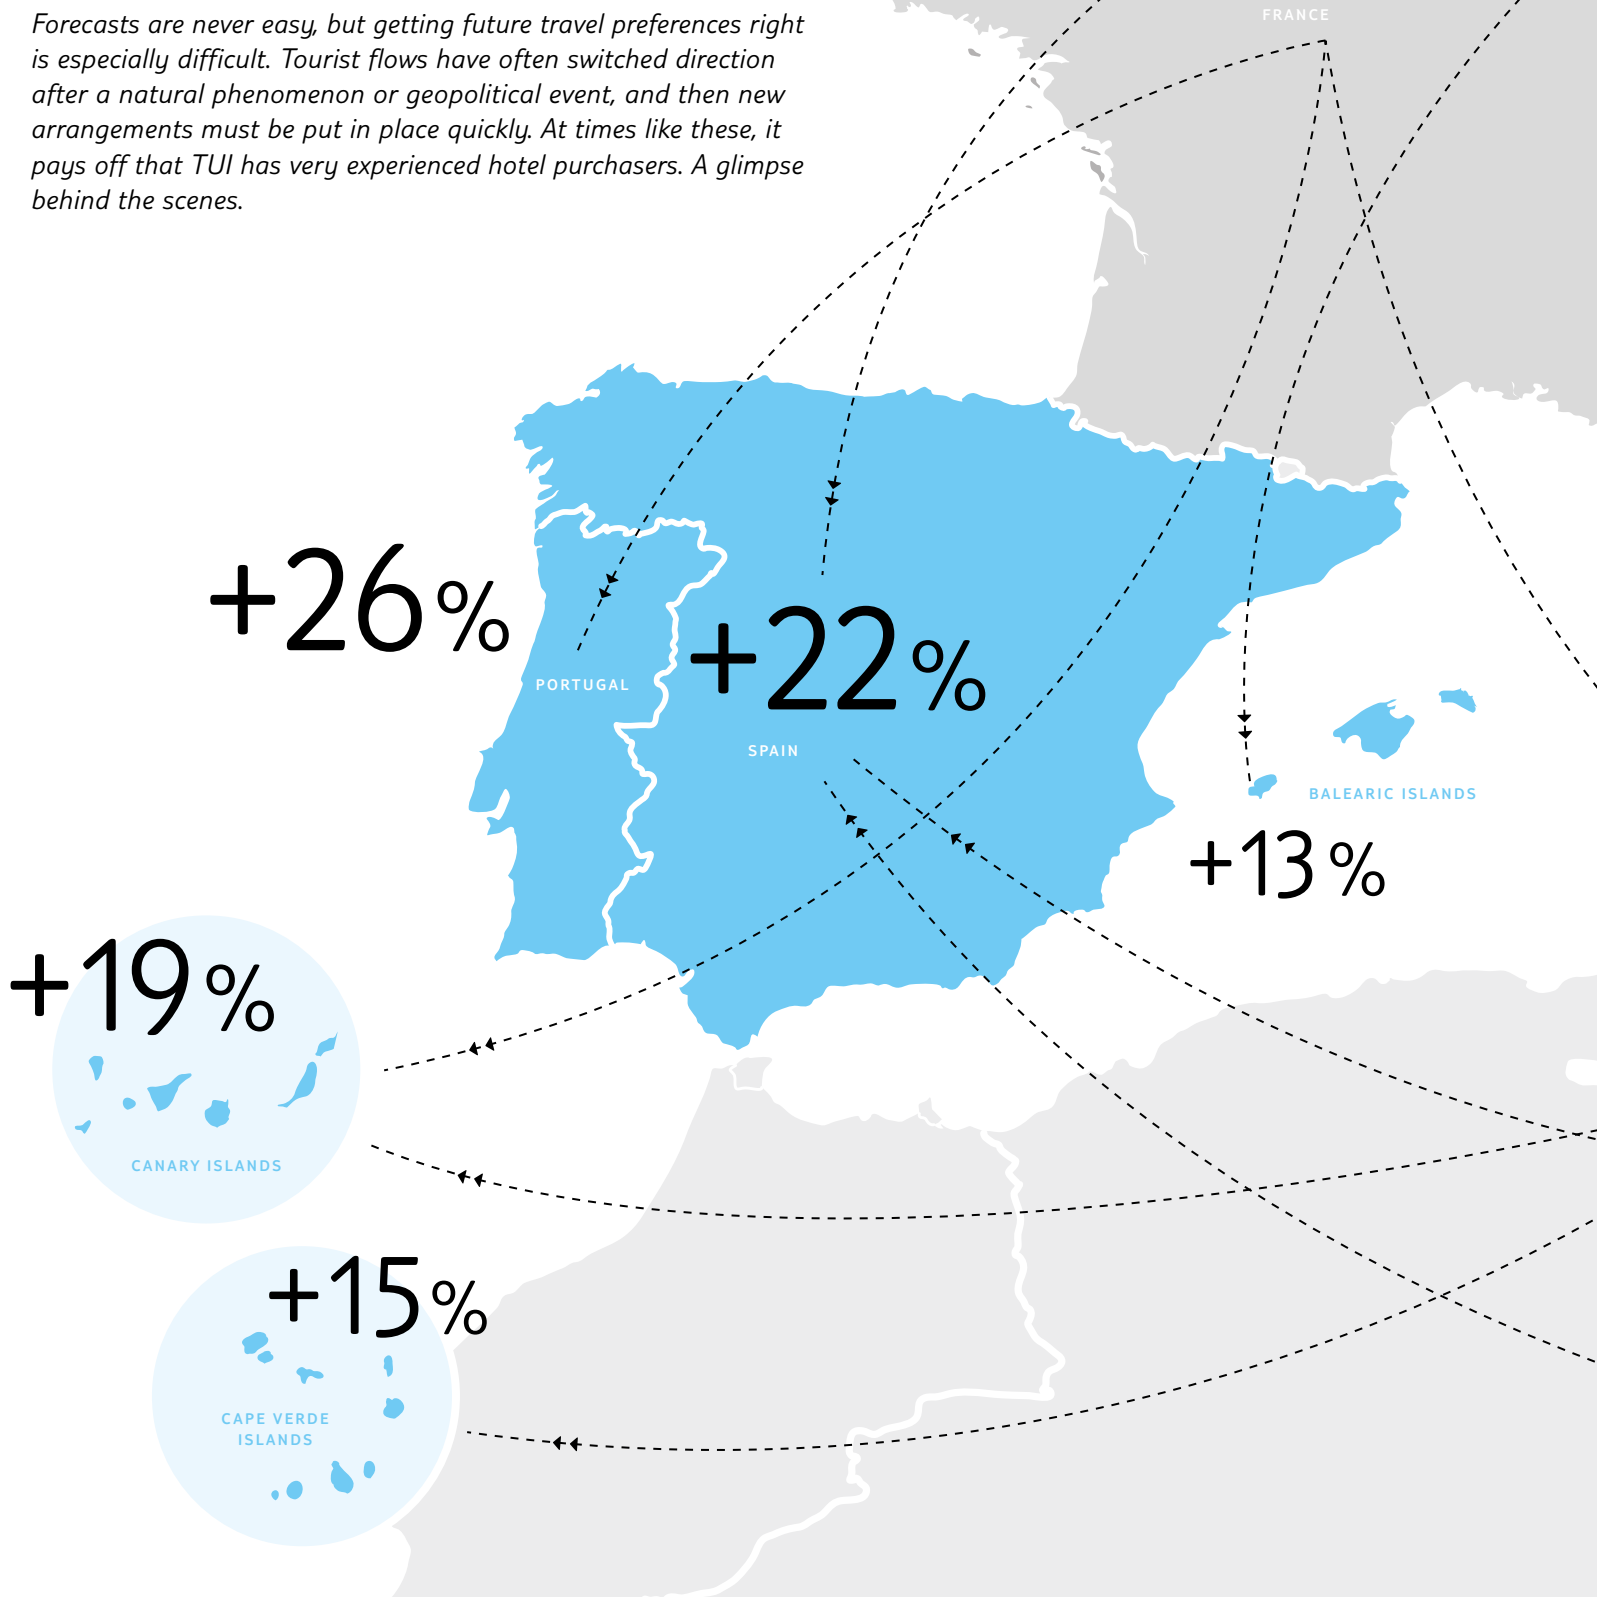 Forecasts are never easy, but getting future travel preferences right
is especially difficult. Tourist flows have often switched direction
after a natural phenomenon or geopolitical event, and then new
arrangements must be put in place quickly. At times like these, it
pays off that TUI has very experienced hotel purchasers. A glimpse
behind the scenes.
FRANCE
+26%
PORTUGAL
+22%
SPAIN
BALEARIC ISLANDS
+13%
+19%
CANARY ISLANDS
+15%
CAPE VERDE
ISLANDS